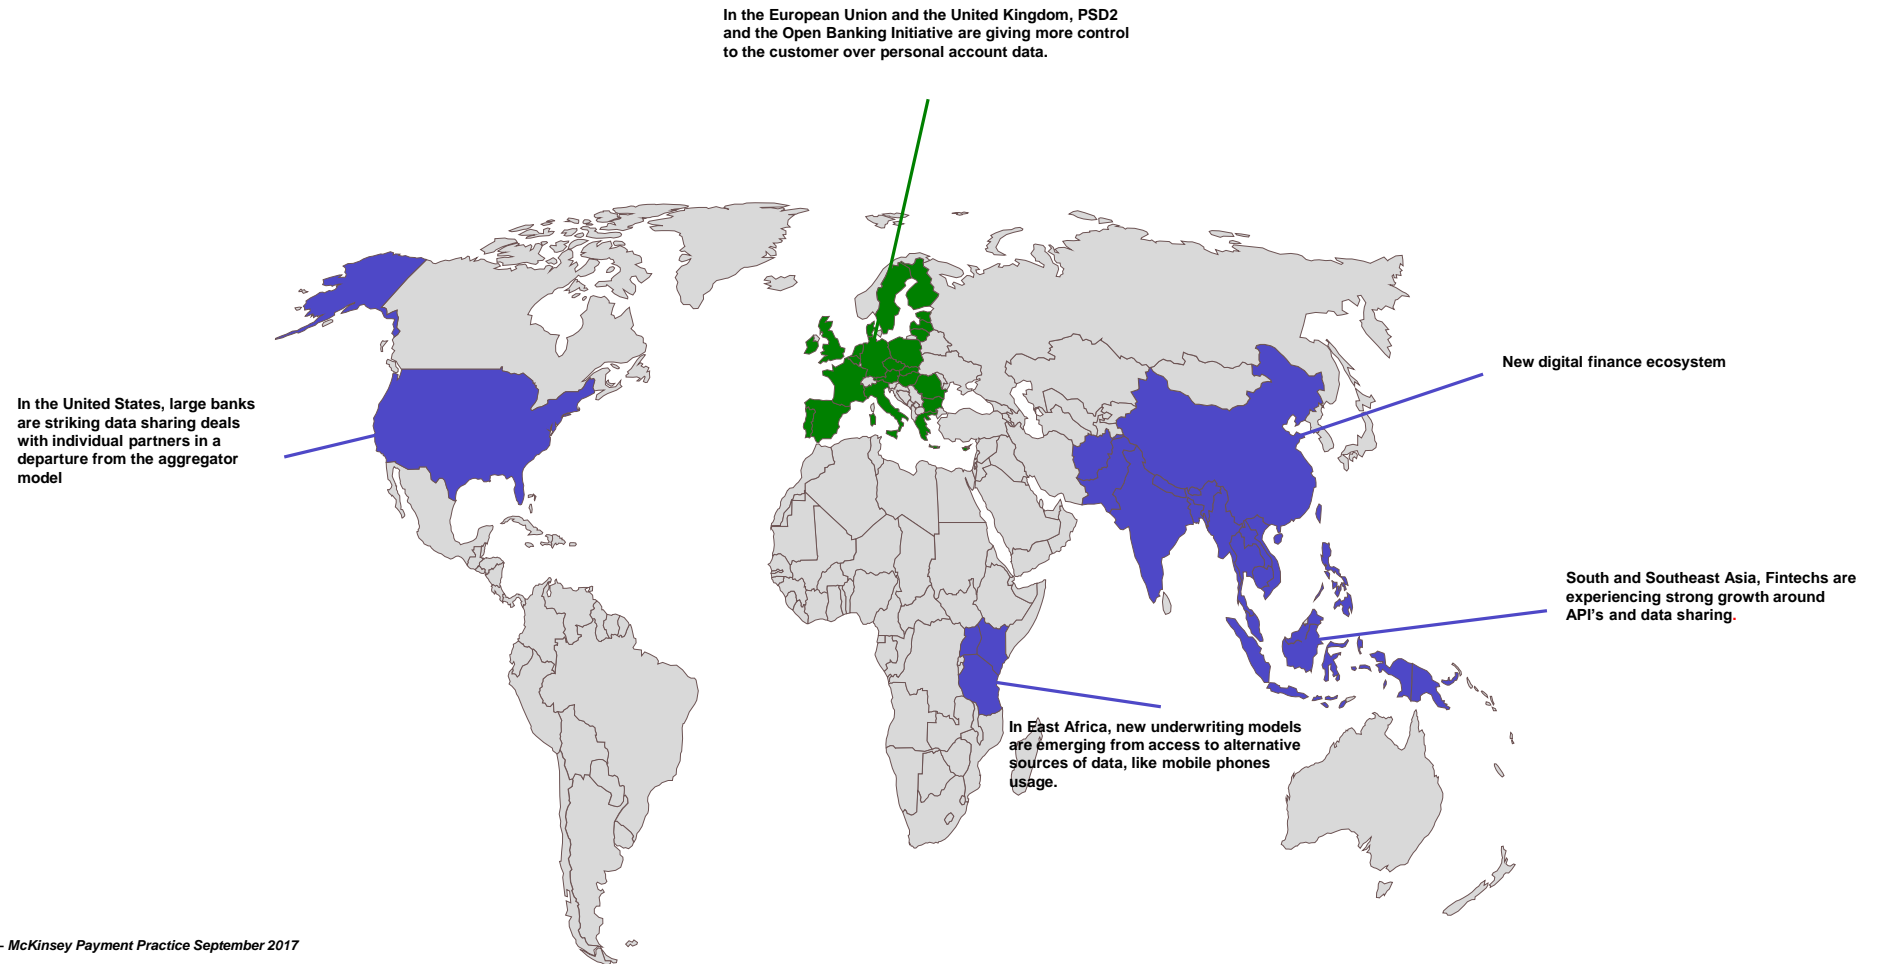 In the European Union and the United Kingdom, PSD2
and the Open Banking Initiative are giving more control
to the customer over personal account data.
New digital finance ecosystem
In the United States, large banks
are striking data sharing deals
with individual partners in a
departure from the aggregator
model
South and Southeast Asia, Fintechs are
experiencing strong growth around
API's and data sharing.
In East Africa, new underwriting models
are emerging from access to alternative
sources of data, like mobile phones
usage.
- McKinsey Payment Practice September 2017